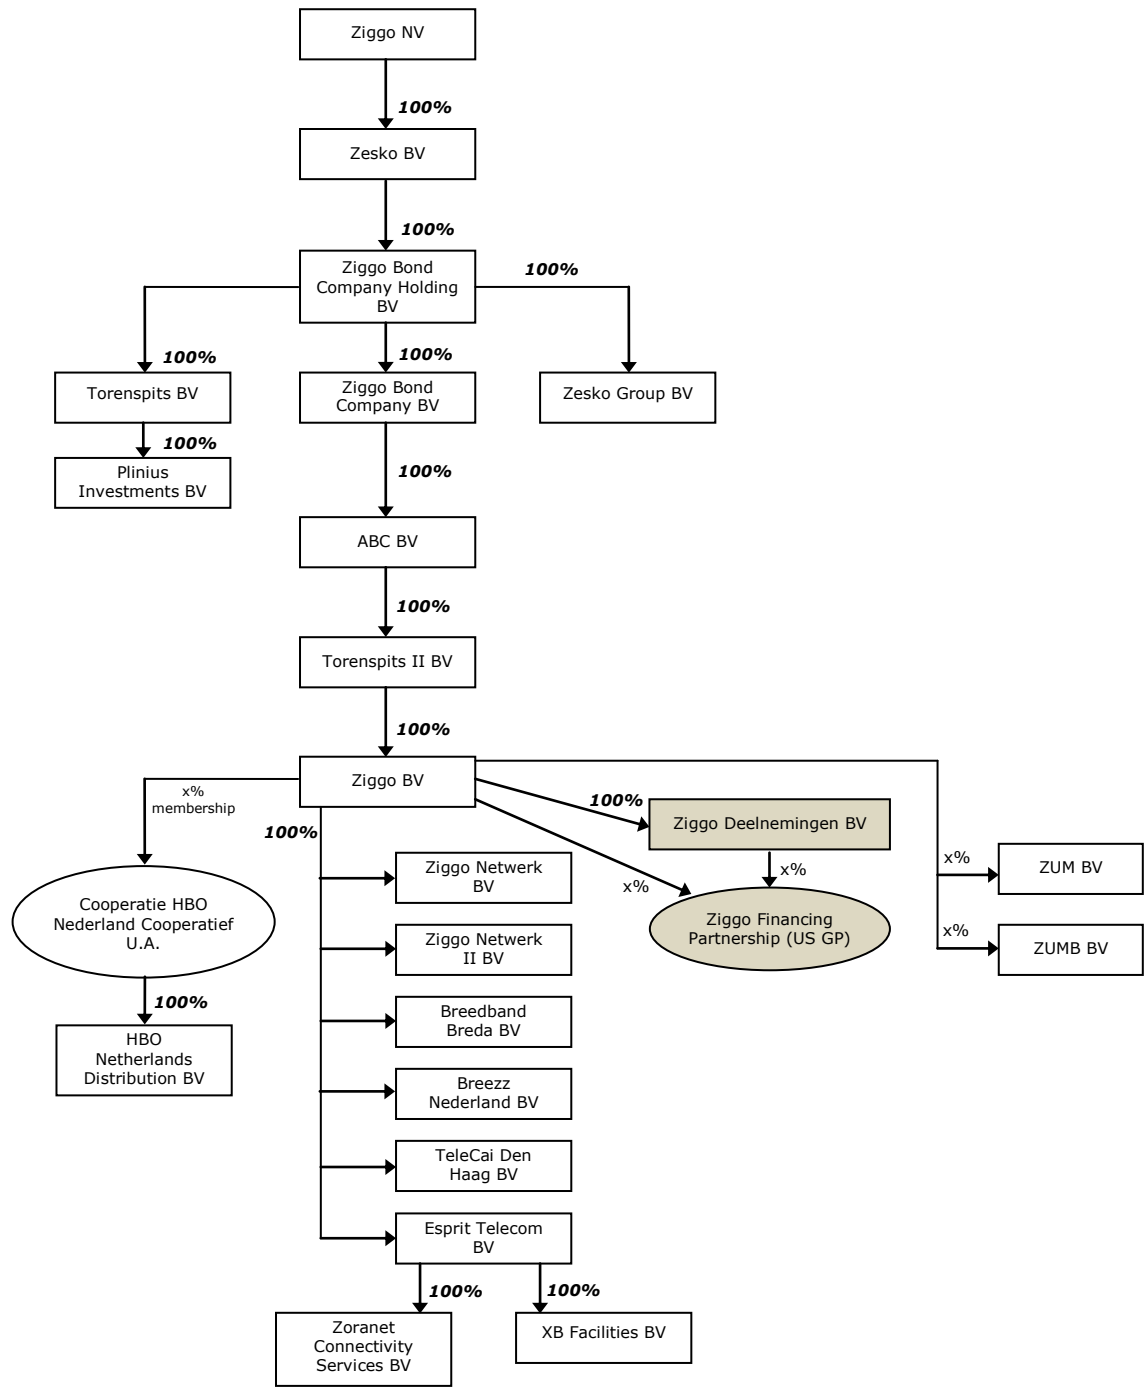 Ziggo NV
100%
Zesko BV
100%
Ziggo Bond
Company Holding
BV
100%
100%
100%
Torenspits BV
Ziggo Bond
Company BV
Zesko Group BV
100%
Plinius
Investments BV
100%
ABC BV
100%
Torenspits II BV
100%
Ziggo BV
x%
membership
100%
100%
Ziggo Deelnemingen BV
x%
x%
Ziggo Financing
Partnership (US GP)
x%
ZUM BV
x%
ZUMB BV
Cooperatie HBO
Nederland Cooperatief
U.A.
100%
HBO
Netherlands
Distribution BV
Ziggo Netwerk
BV
Ziggo Netwerk
II BV
Breedband
Breda BV
Breezz
Nederland BV
TeleCai Den
Haag BV
Esprit Telecom
BV
100%
100%
Zoranet
Connectivity
Services BV
XB Facilities BV